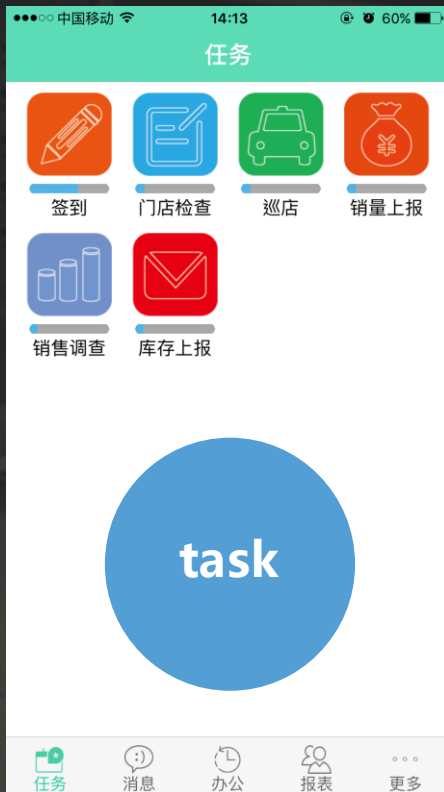 中国移动 14:13 60%
任务
签到 门店检查 巡店 销量上报
销售调查 库存上报
task
任务 消息 办公 报表 更多